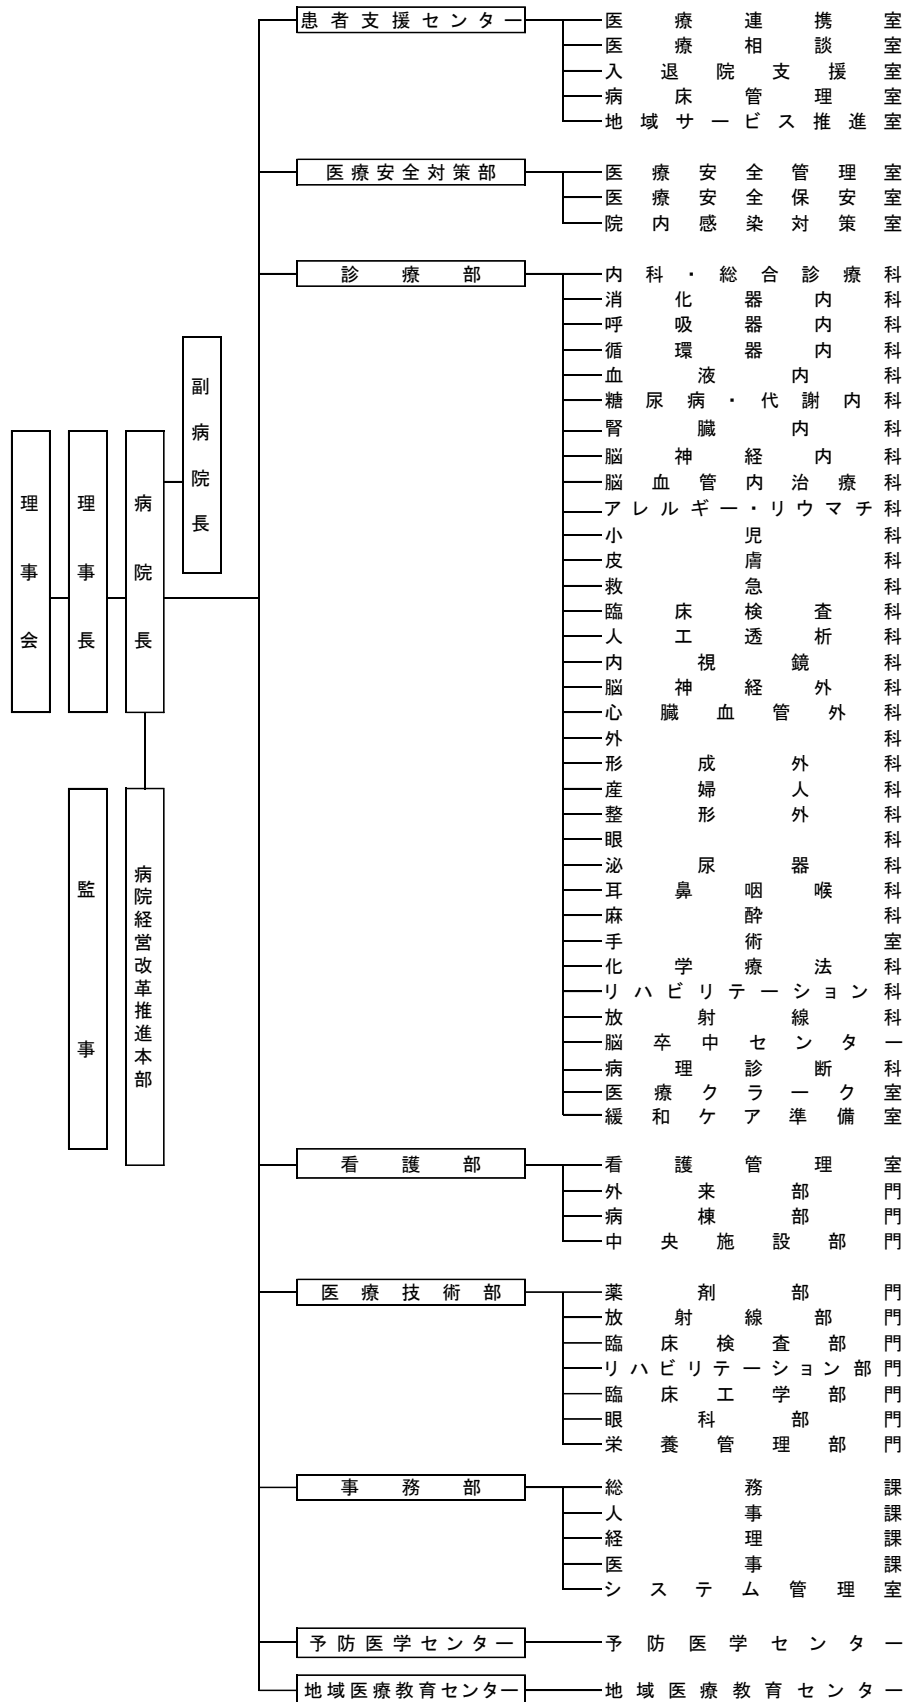 理事会
理事長
病院長
副病院長
監事
病院経営改革推進本部
患者支援センター
医療連携室
医療相談室
入退院支援室
病床管理室
地域サービス推進室
医療安全対策部
医療安全管理室
医療安全保安室
院内感染対策室
診療部
内科・総合診療科
消化器内科
呼吸器内科
循環器内科
血液内科
糖尿病・代謝内科
腎臓内科
脳神経内科
脳血管内治療科
アレルギー・リウマチ科
小児科
皮膚科
救急科
臨床検査科
人工透析科
内視鏡科
脳神経外科
心臓血管外科
外科
形成外科
産婦人科
整形外科
眼科
泌尿器科
耳鼻咽喉科
麻酔科
手術室
化学療法科
リハビリテーション科
放射線科
脳卒中センター
病理診断科
医療クラーク室
緩和ケア準備室
看護部
看護管理室
外来部門
病棟部門
中央施設部門
医療技術部
薬剤部門
放射線部門
臨床検査部門
リハビリテーション部門
臨床工学部門
眼科部門
栄養管理部門
事務部
総務課
人事課
経理課
医事課
システム管理室
予防医学センター
予防医学センター
地域医療教育センター
地域医療教育センター